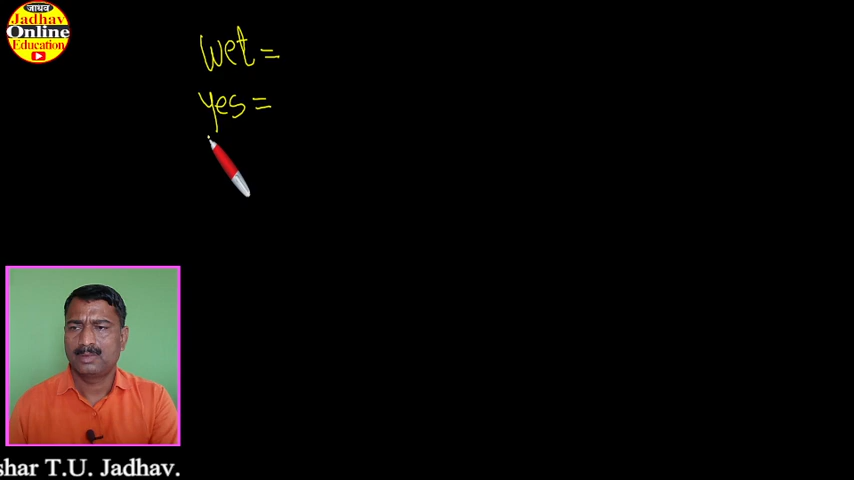 जाधव
Jadhav
Online
Education
wet =
yes =
shar T.U. Jadhav.